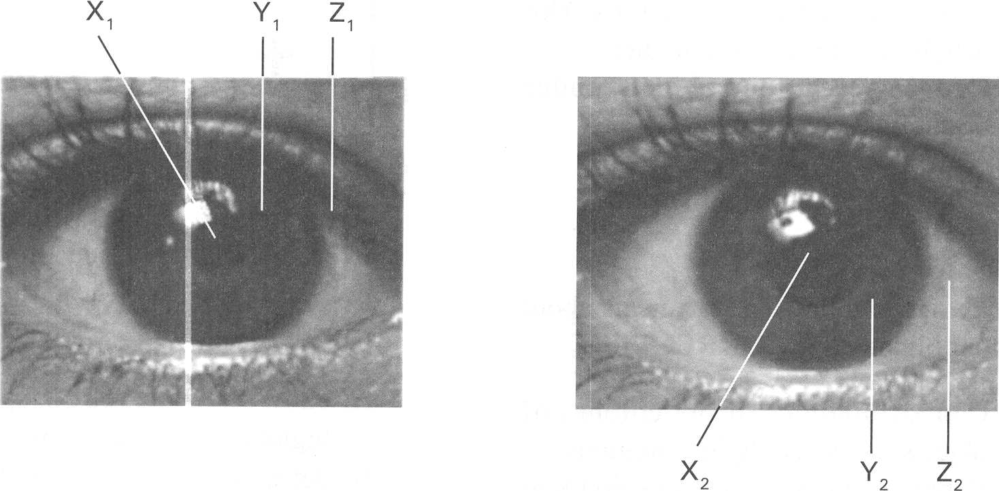 X₁ Y₁ Z₁
X₂ Y₂ Z₂